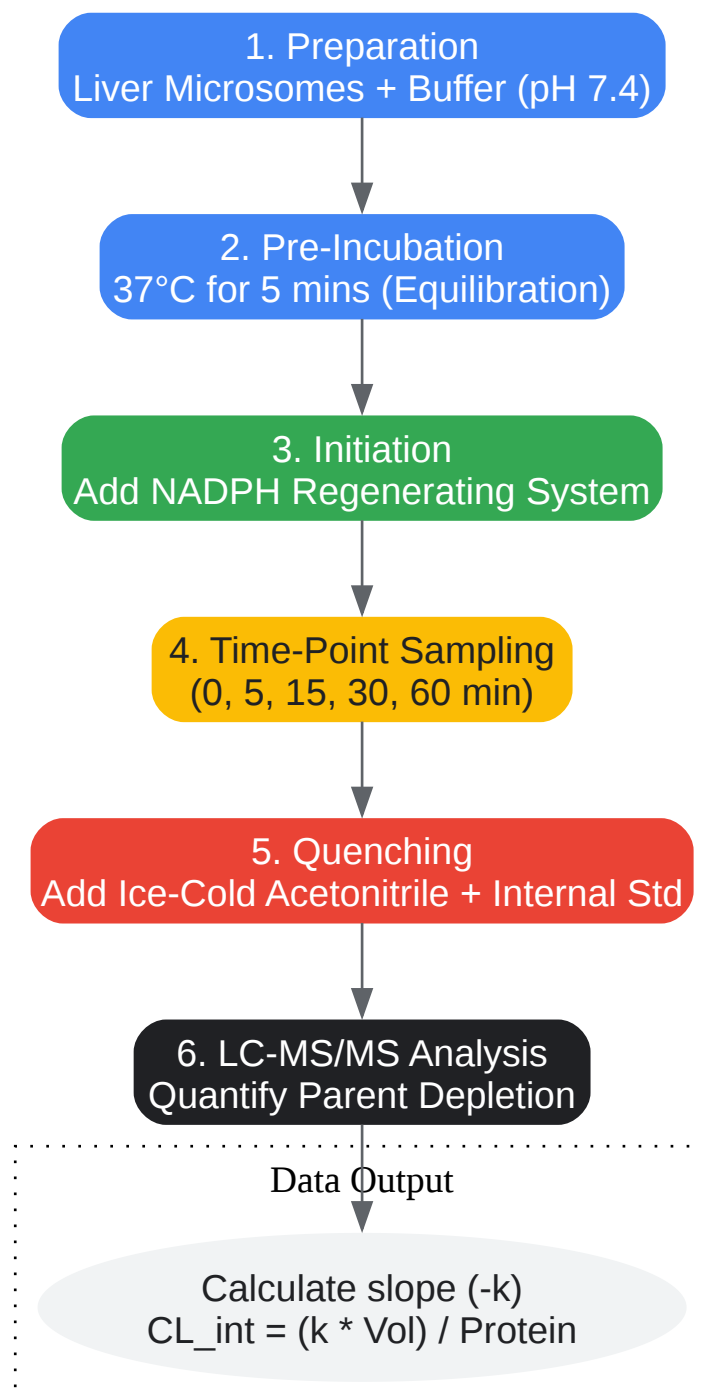 1. Preparation
Liver Microsomes + Buffer (pH 7.4)
2. Pre-Incubation
37°C for 5 mins (Equilibration)
3. Initiation
Add NADPH Regenerating System
4. Time-Point Sampling
(0, 5, 15, 30, 60 min)
5. Quenching
Add Ice-Cold Acetonitrile + Internal Std
6. LC-MS/MS Analysis
Quantify Parent Depletion
Data Output
Calculate slope (-k)
CL_int = (k * Vol) / Protein